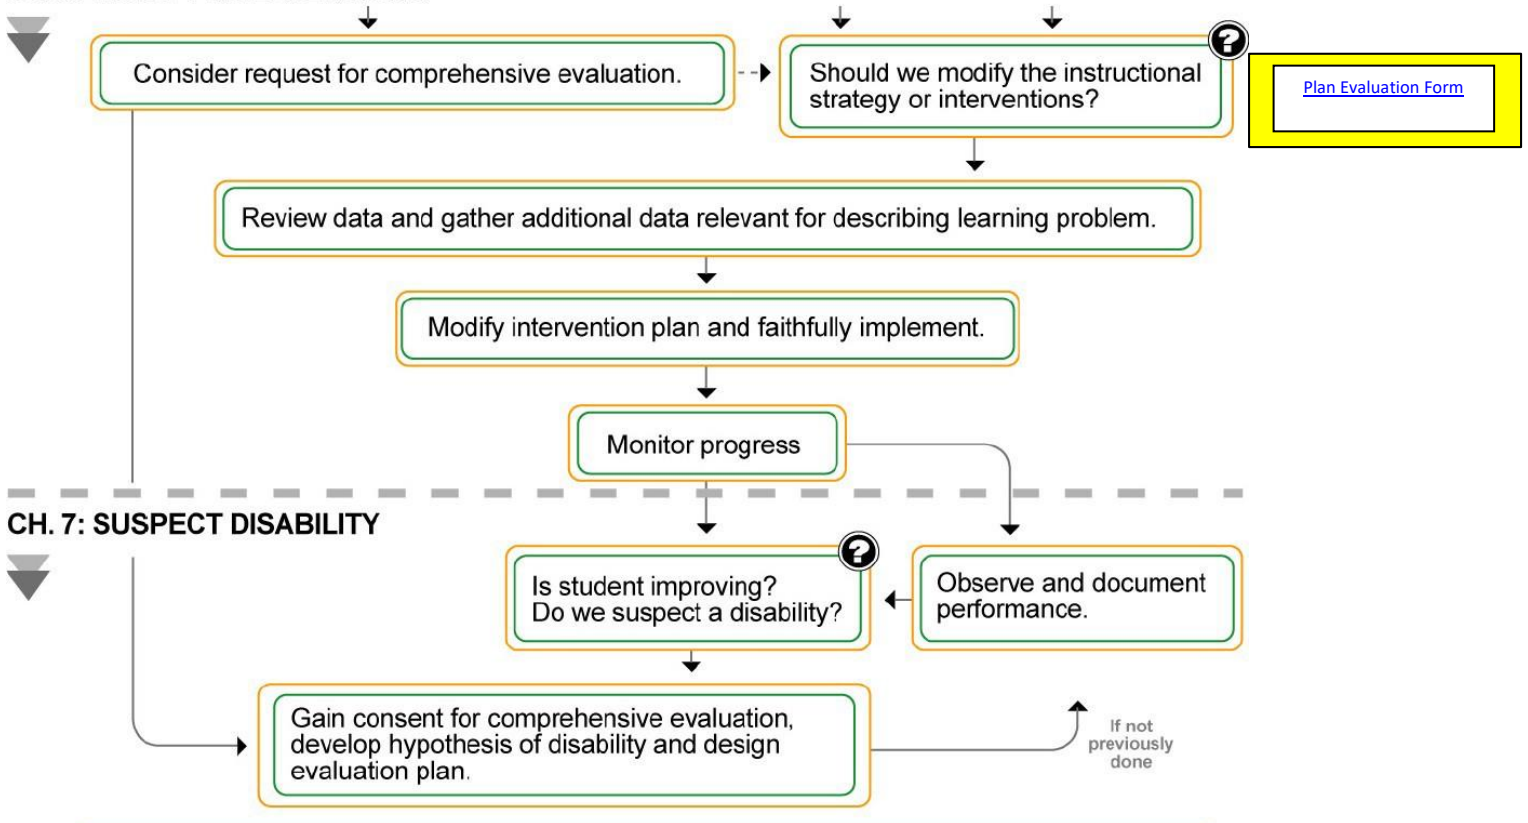 Consider request for comprehensive evaluation.
?
Should we modify the instructional
strategy or interventions?
Plan Evaluation Form
Review data and gather additional data relevant for describing learning problem.
Modify intervention plan and faithfully implement.
Monitor progress
CH. 7: SUSPECT DISABILITY
?
Is student improving?
Do we suspect a disability?
Observe and document
performance.
Gain consent for comprehensive evaluation,
develop hypothesis of disability and design
evaluation plan.
If not
previously
done